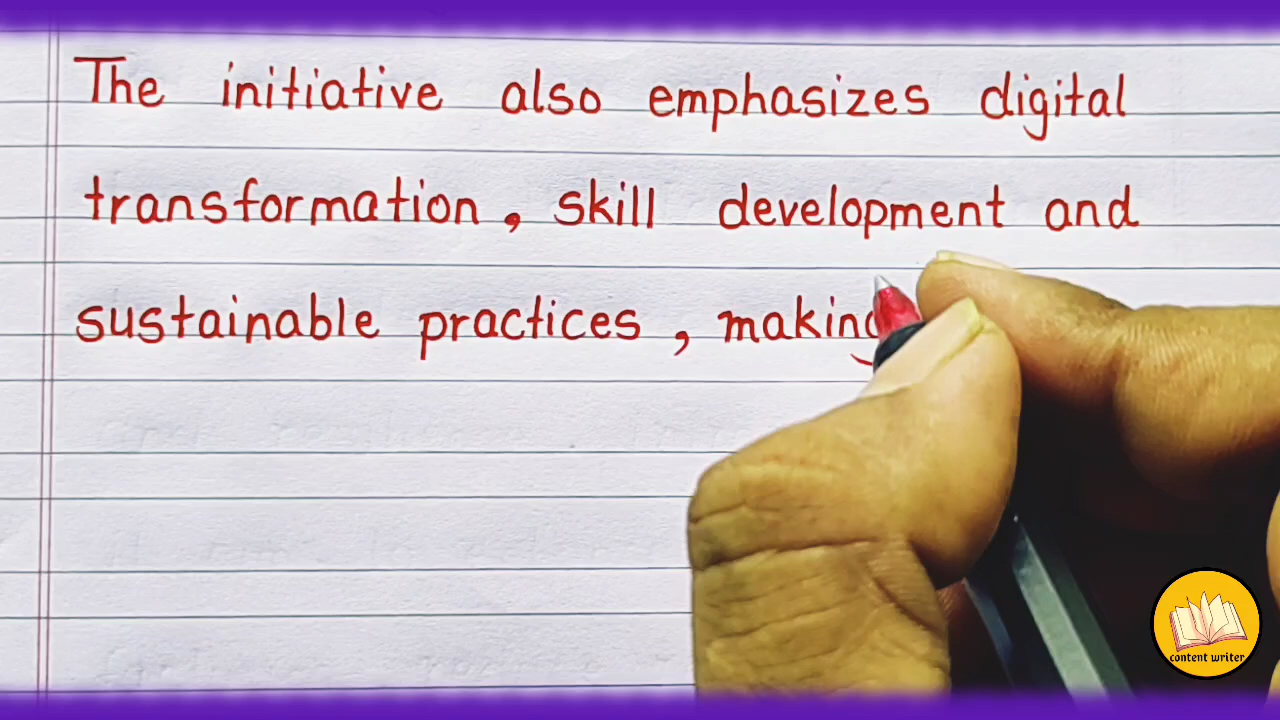 The initiative also emphasizes digital
transformation, skill development and
sustainable practices, making
content writer